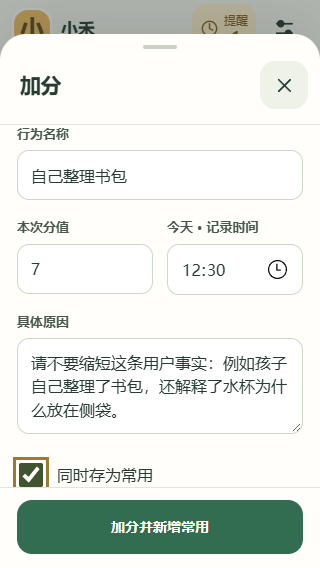 小 小禾
提醒
加分
行为名称
自己整理书包
本次分值 今天 • 记录时间
7 12:30
具体原因
请不要缩短这条用户事实：例如孩子
自己整理了书包，还解释了水杯为什
么放在侧袋。
同时存为常用
加分并新增常用